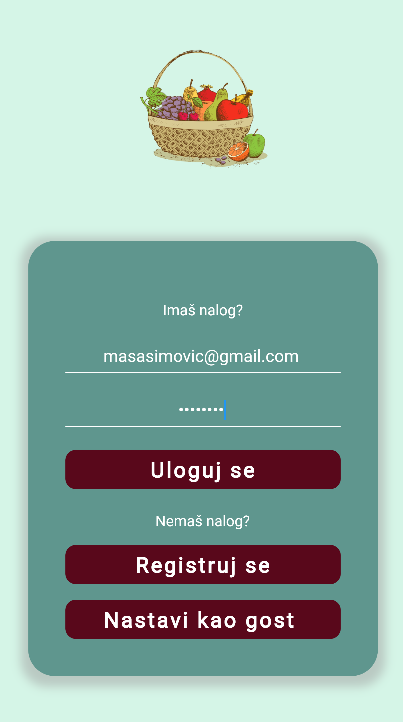 Imaš nalog?
masasimovic@gmail.com
••••••••
Uloguj se
Nemaš nalog?
Registruj se
Nastavi kao gost